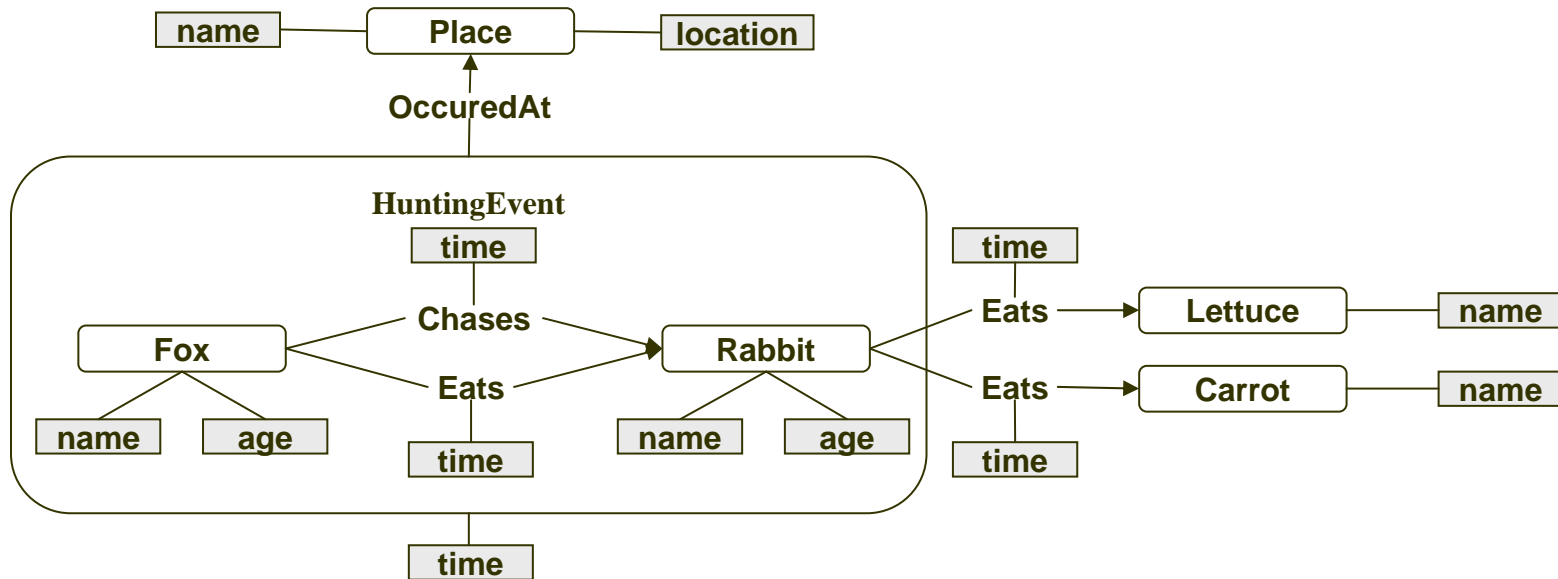 name Place location
OccuredAt
HuntingEvent
time time
Chases Eats Lettuce name
Fox Rabbit
Eats Eats Carrot name
name age name age
time time
time